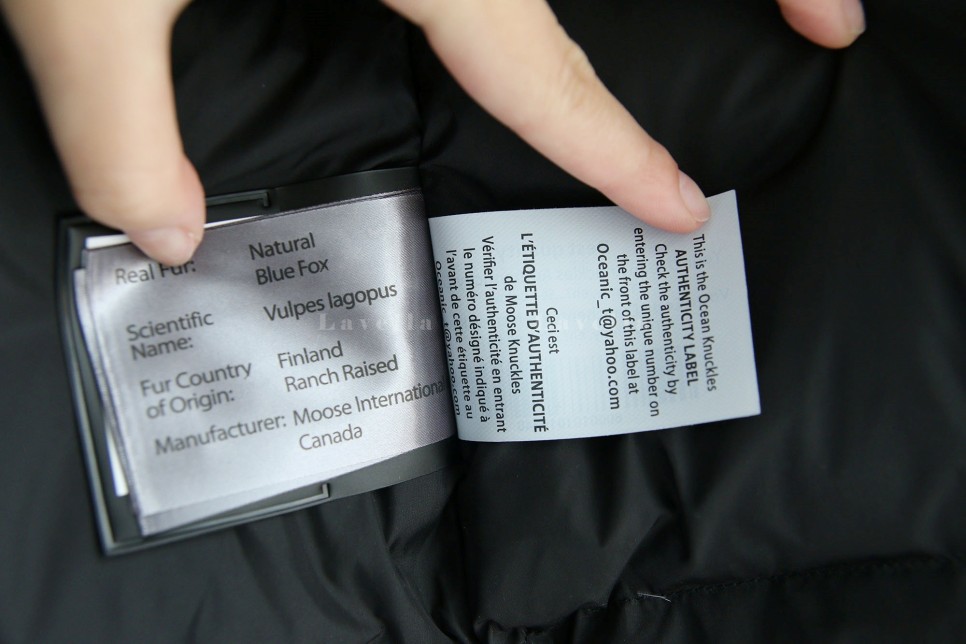 Real Fur: Natural
Blue Fox
Scientific Vulpes lagopus
Name:
Fur Country Finland
of Origin: Ranch Raised
Manufacturer: Moose International
Canada
This is the Ocean Knuckles
AUTHENTICITY LABEL
Check the authenticity by
entering the unique number on
the front of this label at
Oceanic_t@yahoo.com
Ceci est
L'ÉTIQUETTE D'AUTHENTICITÉ
de Moose Knuckles
Vérifier l'authenticité en entrant
le numéro désigné indiqué à
l'avant de cette étiquette au
Oceanic_t@yahoo.com